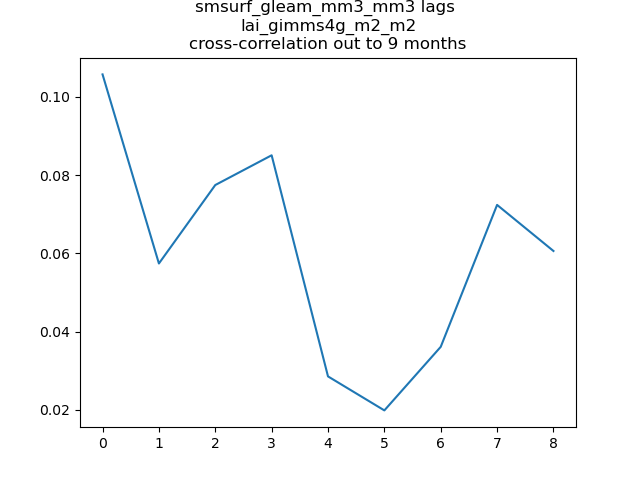 smsurf_gleam_mm3_mm3 lags
lai_gimms4g_m2_m2
cross-correlation out to 9 months
0.10
0.08
0.06
0.04
0.02
0 1 2 3 4 5 6 7 8